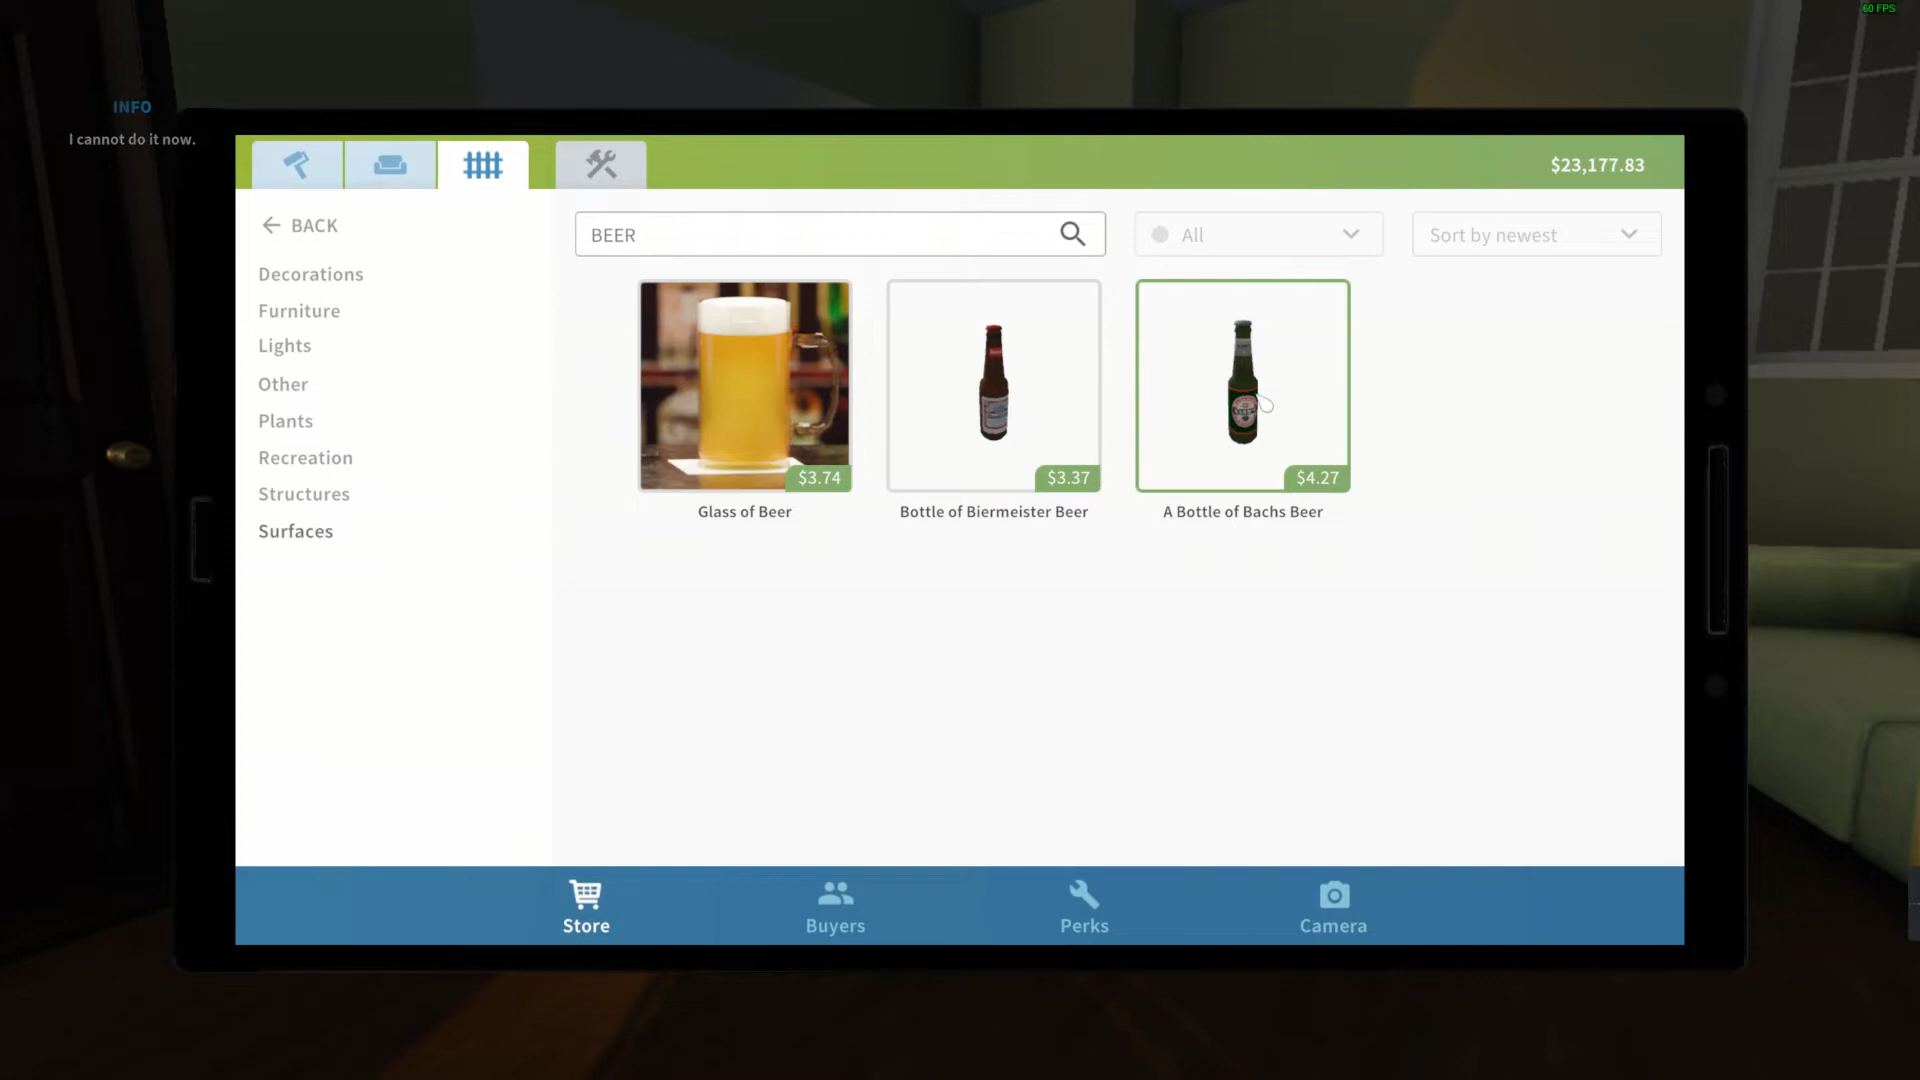 60 FPS
INFO
I cannot do it now.
$23,177.83
BACK
Decorations
Furniture
Lights
Other
Plants
Recreation
Structures
Surfaces
BEER
All
Sort by newest
$3.74
$3.37
$4.27
Glass of Beer
Bottle of Biermeister Beer
A Bottle of Bachs Beer
Store
Buyers
Perks
Camera